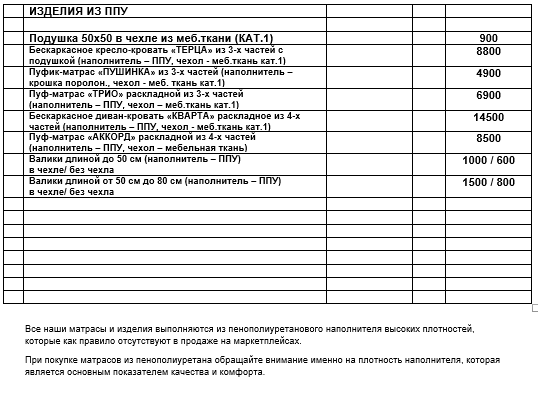 ИЗДЕЛИЯ ИЗ ППУ
Подушка 50х50 в чехле из меб.ткани (КАТ.1) 900
Бескаркасное кресло-кровать «ТЕРЦА» из 3-х частей с 8800
подушкой (наполнитель – ППУ, чехол - меб.ткань кат.1)
Пуфик-матрас «ПУШИНКА» из 3-х частей (наполнитель – 4900
крошка поролон., чехол - меб. ткань кат.1)
Пуф-матрас «ТРИО» раскладной из 3-х частей 6900
(наполнитель – ППУ, чехол – меб.ткань кат.1)
Бескаркасное диван-кровать «КВАРТА» раскладное из 4-х 14500
частей (наполнитель – ППУ, чехол - меб.ткань кат.1)
Пуф-матрас «АККОРД» раскладной из 4-х частей 8500
(наполнитель – ППУ, чехол – мебельная ткань)
Валики длиной до 50 см (наполнитель – ППУ) 1000 / 600
в чехле/ без чехла
Валики длиной от 50 см до 80 см (наполнитель - ППУ) 1500 / 800
в чехле/ без чехла
Все наши матрасы и изделия выполняются из пенополиуретанового наполнителя высоких плотностей,
которые как правило отсутствуют в продаже на маркетплейсах.
При покупке матрасов из пенополиуретана обращайте внимание именно на плотность наполнителя, которая
является основным показателем качества и комфорта.